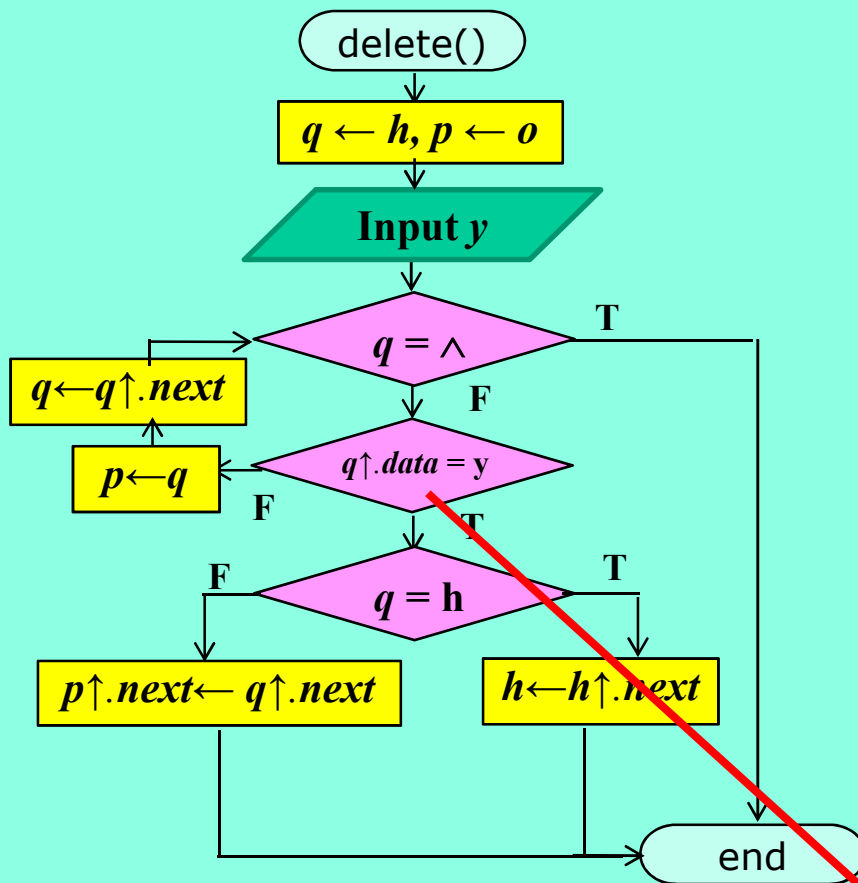 delete()
q ← h, p ← o
Input y
T
q = ∧
q←q↑.next
F
q↑.data = y
p←q
F
T
F
T
q = h
p↑.next← q↑.next
h←h↑.next
end